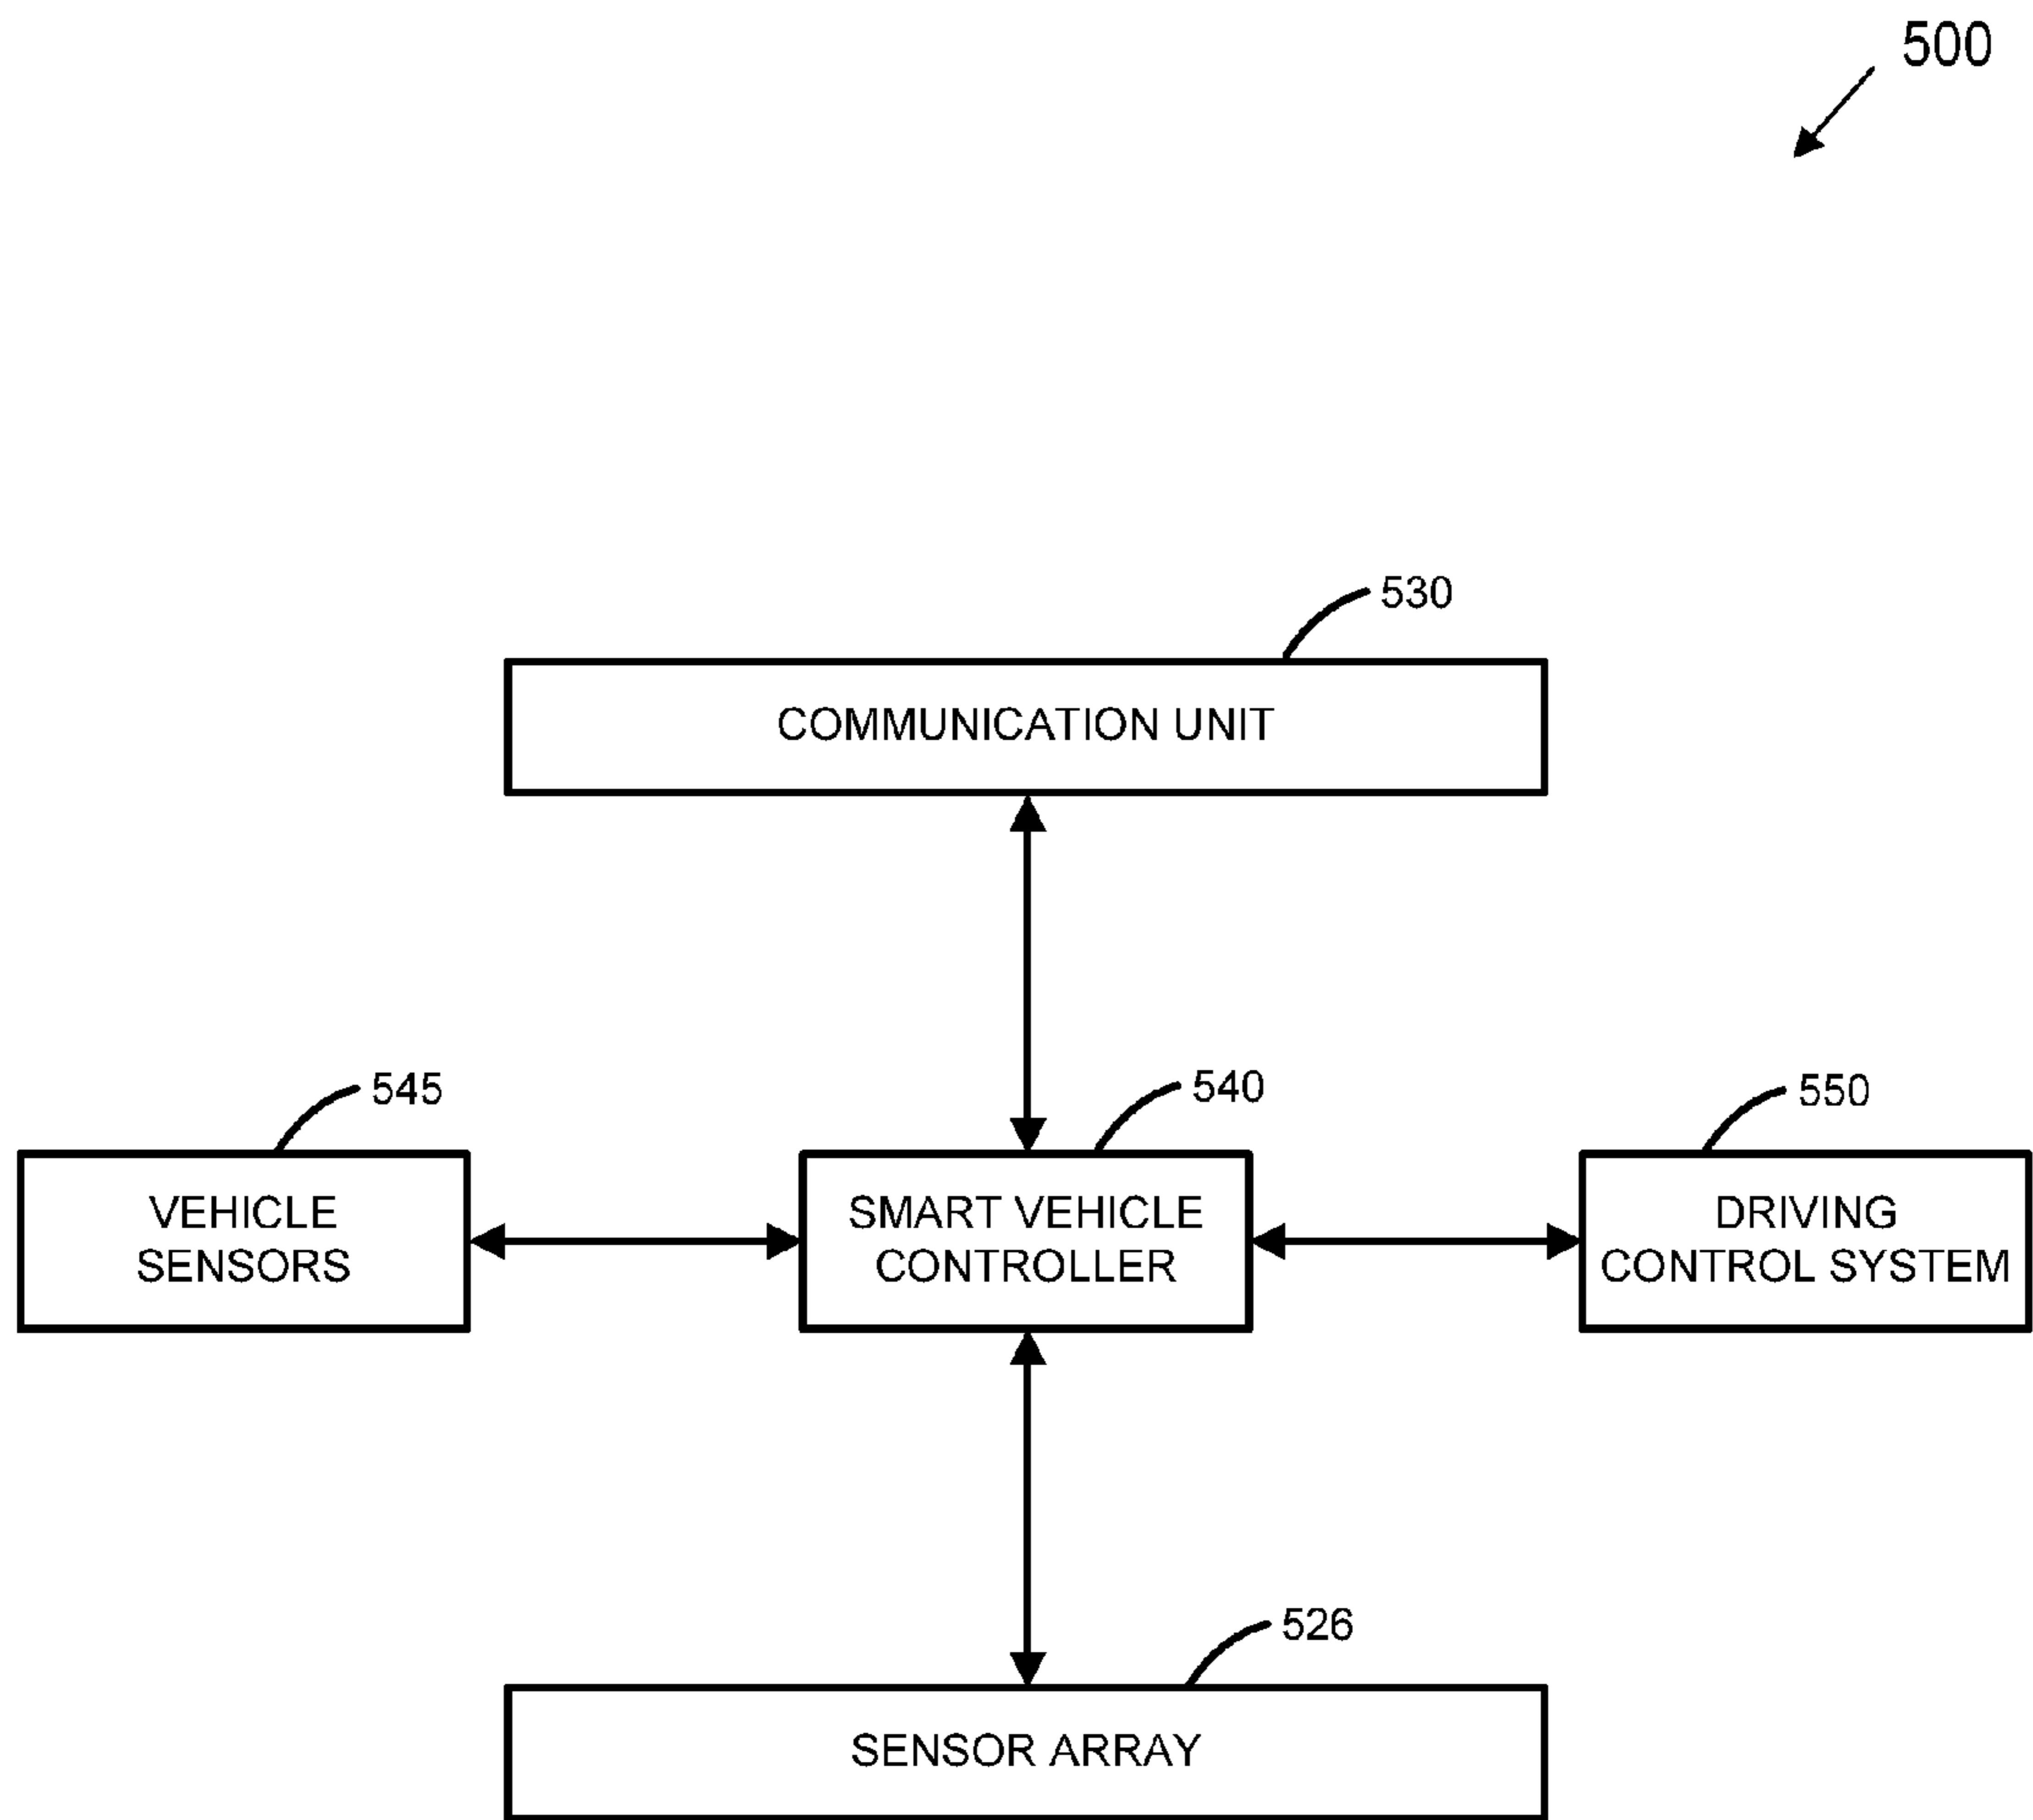 500
530
COMMUNICATION UNIT
545
540
550
VEHICLE
SENSORS
SMART VEHICLE
CONTROLLER
DRIVING
CONTROL SYSTEM
526
SENSOR ARRAY